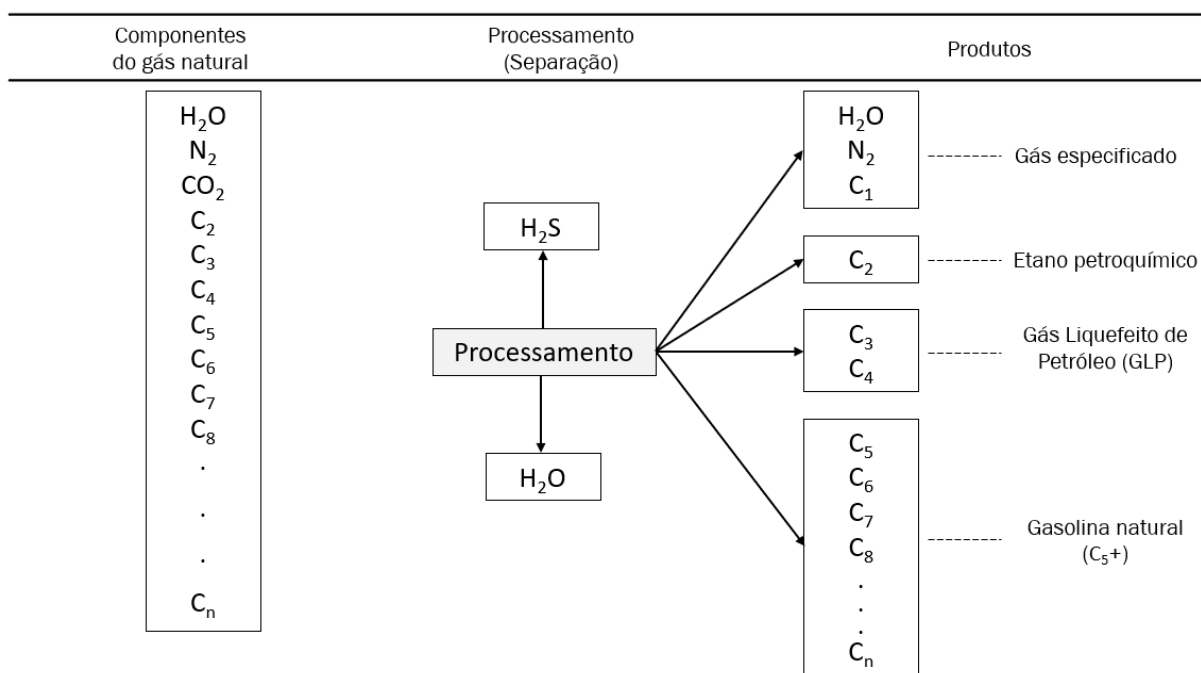 Componentes
do gás natural
Processamento
(Separação)
Produtos
H₂O
N₂
CO₂
C₂
C₃
C₄
C₅
C₆
C₇
C₈
.
.
.
Cₙ
H₂S
Processamento
H₂O
H₂O
N₂
C₁
Gás especificado
C₂
Etano petroquímico
C₃
C₄
Gás Liquefeito de
Petróleo (GLP)
C₅
C₆
C₇
C₈
.
.
.
Cₙ
Gasolina natural
(C₅+)